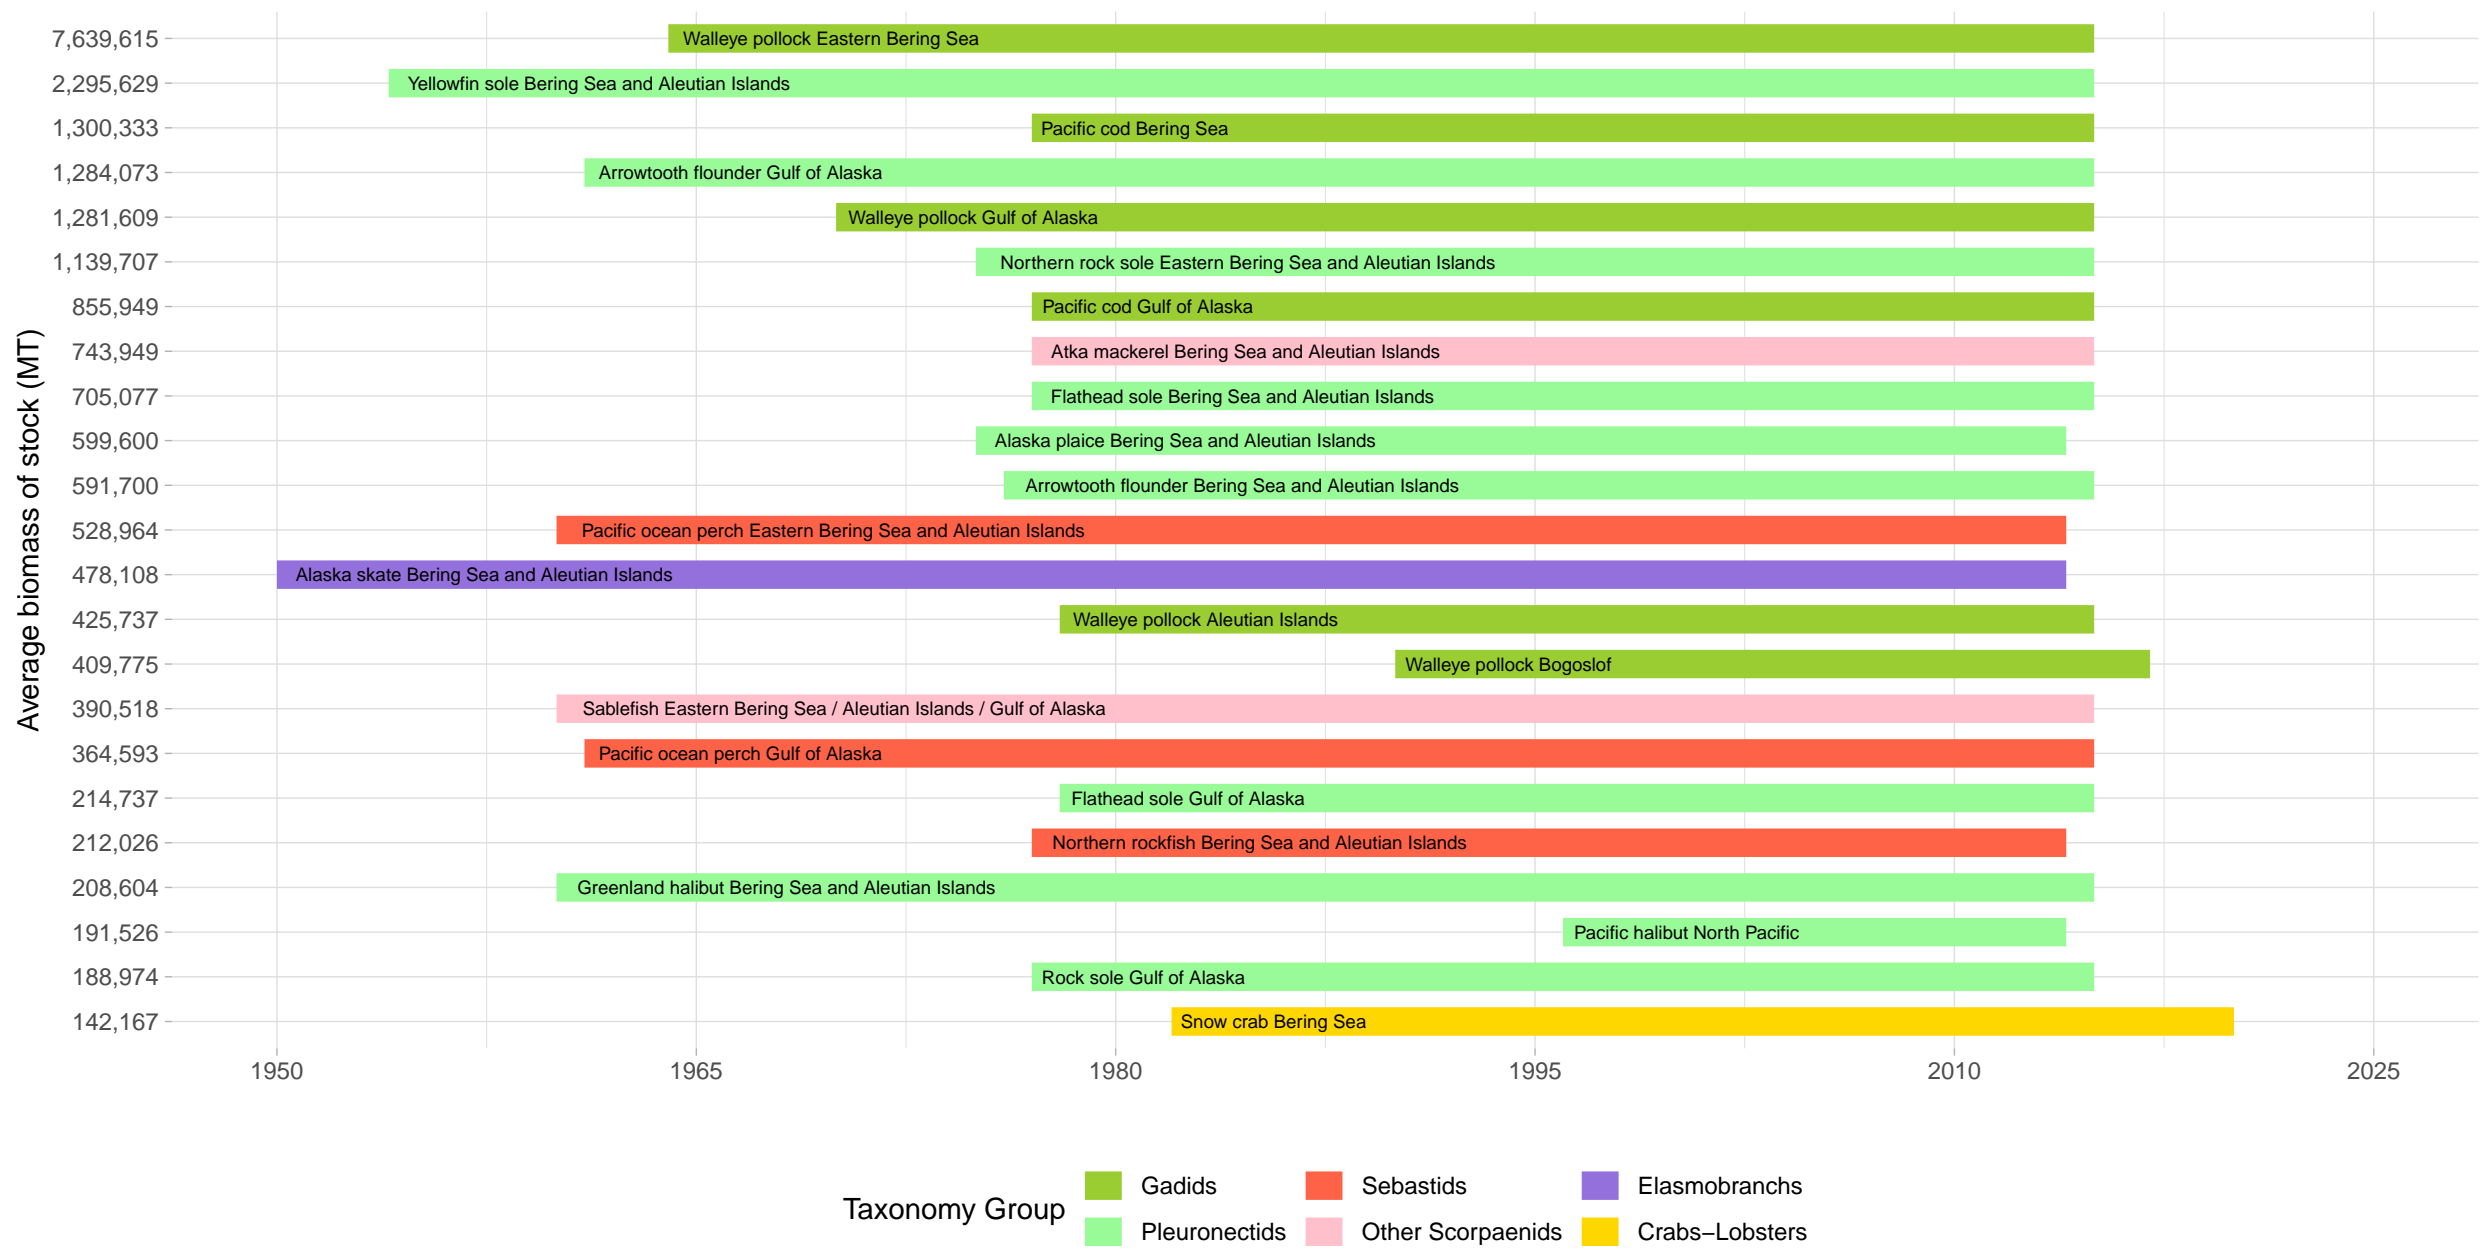 7,639,615 Walleye pollock Eastern Bering Sea
2,295,629 Yellowfin sole Bering Sea and Aleutian Islands
1,300,333 Pacific cod Bering Sea
1,284,073 Arrowtooth flounder Gulf of Alaska
1,281,609 Walleye pollock Gulf of Alaska
1,139,707 Northern rock sole Eastern Bering Sea and Aleutian Islands
855,949 Pacific cod Gulf of Alaska
743,949 Atka mackerel Bering Sea and Aleutian Islands
705,077 Flathead sole Bering Sea and Aleutian Islands
599,600 Alaska plaice Bering Sea and Aleutian Islands
591,700 Arrowtooth flounder Bering Sea and Aleutian Islands
528,964 Pacific ocean perch Eastern Bering Sea and Aleutian Islands
478,108 Alaska skate Bering Sea and Aleutian Islands
425,737 Walleye pollock Aleutian Islands
409,775 Walleye pollock Bogoslof
390,518 Sablefish Eastern Bering Sea / Aleutian Islands / Gulf of Alaska
364,593 Pacific ocean perch Gulf of Alaska
214,737 Flathead sole Gulf of Alaska
212,026 Northern rockfish Bering Sea and Aleutian Islands
208,604 Greenland halibut Bering Sea and Aleutian Islands
191,526 Pacific halibut North Pacific
188,974 Rock sole Gulf of Alaska
142,167 Snow crab Bering Sea
Average biomass of stock (MT)
1950 1965 1980 1995 2010 2025
Taxonomy Group
Gadids Sebastids Elasmobranchs
Pleuronectids Other Scorpaenids Crabs−Lobsters